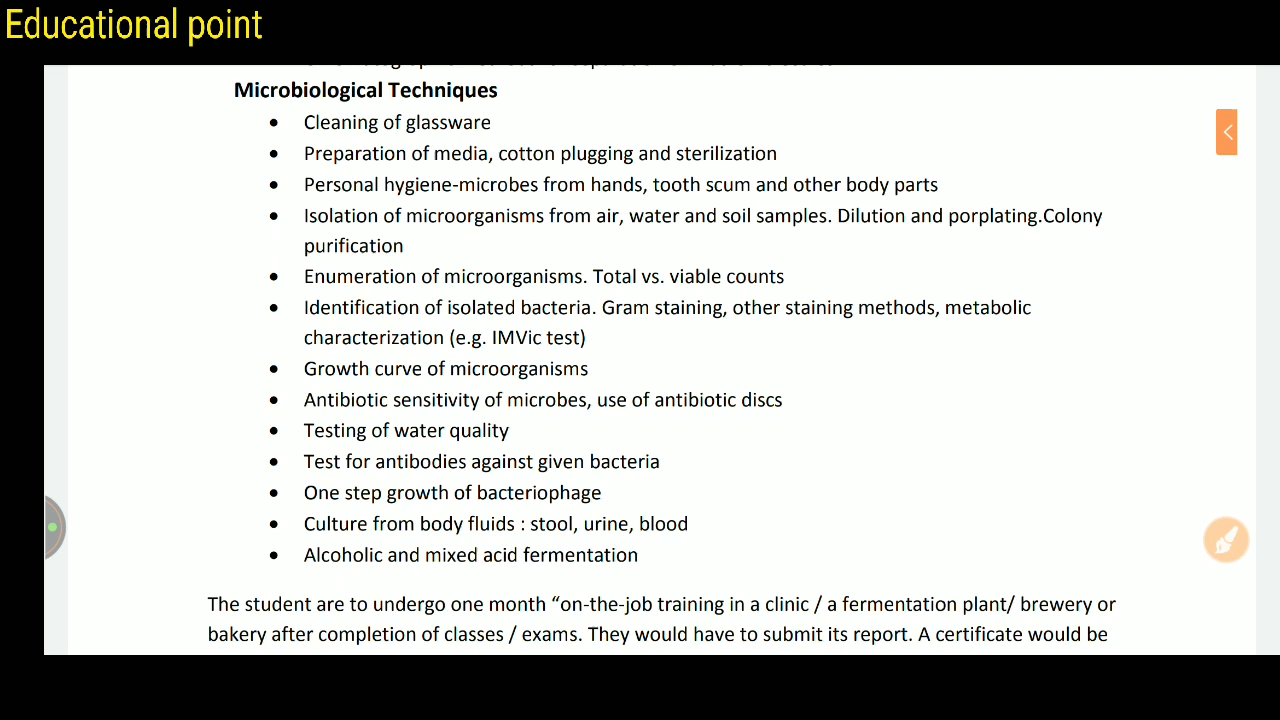 Educational point
Microbiological Techniques
• Cleaning of glassware
• Preparation of media, cotton plugging and sterilization
• Personal hygiene-microbes from hands, tooth scum and other body parts
• Isolation of microorganisms from air, water and soil samples. Dilution and porplating.Colony
purification
• Enumeration of microorganisms. Total vs. viable counts
• Identification of isolated bacteria. Gram staining, other staining methods, metabolic
characterization (e.g. IMVic test)
• Growth curve of microorganisms
• Antibiotic sensitivity of microbes, use of antibiotic discs
• Testing of water quality
• Test for antibodies against given bacteria
• One step growth of bacteriophage
• Culture from body fluids : stool, urine, blood
• Alcoholic and mixed acid fermentation
The student are to undergo one month “on-the-job training in a clinic / a fermentation plant/ brewery or
bakery after completion of classes / exams. They would have to submit its report. A certificate would be